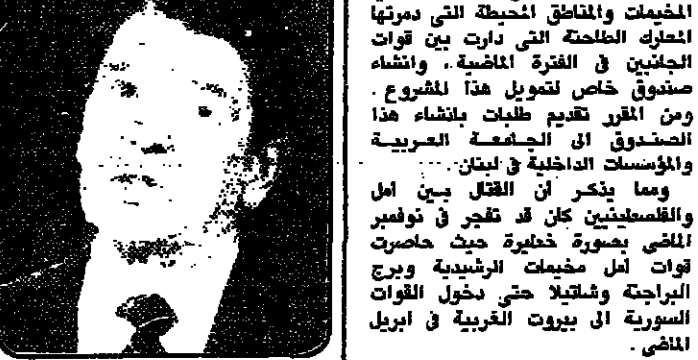 المخيمات والمناطق المحيطة التى دمرتها
المعارك الطاحنة التى دارت بين قوات
الجانبين فى الفترة الماضية ، وانشاء
صندوق خاص لتمويل هذا المشروع .
ومن المقرر تقديم طلبات بانشاء هذا
الصندوق الى الجامعة العربية
والمؤسسات الداخلية فى لبنان .
ومما يذكر ان القتال بين امل
والفلسطينيين كان قد تفجر فى نوفمبر
الماضى بصورة خطيرة حيث حاصرت
قوات امل مخيمات الرشيدية وبرج
البراجنة وشاتيلا حتى دخول القوات
السورية الى بيروت الغربية فى ابريل
الماضى .